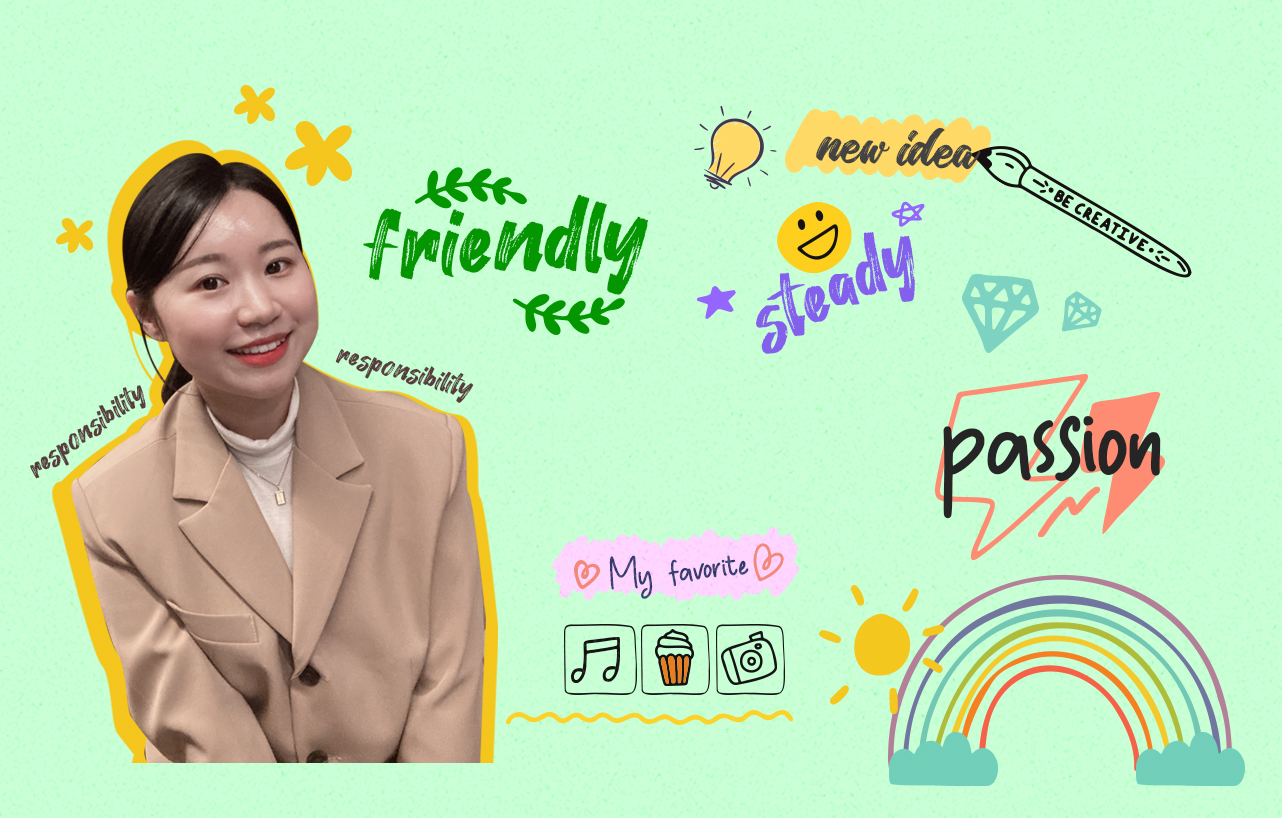 new idea
BE CREATIVE
friendly
steady
responsibility
responsibility
passion
My favorite